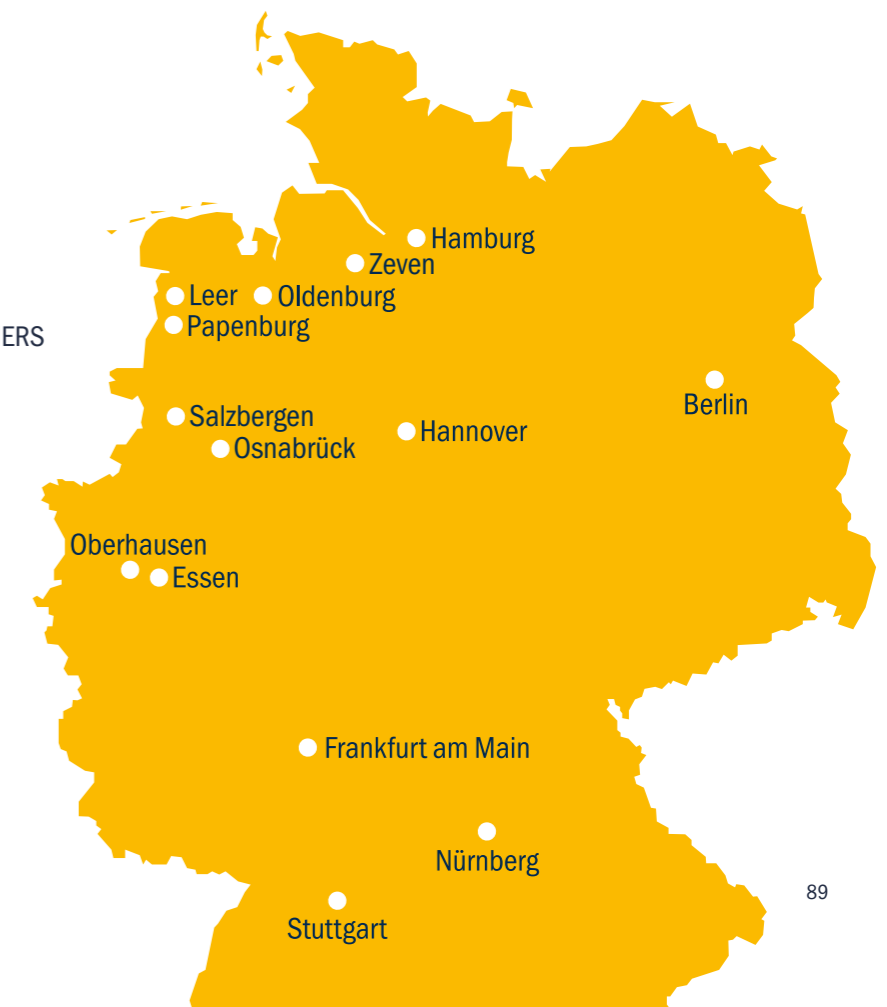 Hamburg
Zeven
Leer
Oldenburg
Papenburg
ERS
Berlin
Salzbergen
Hannover
Osnabrück
Oberhausen
Essen
Frankfurt am Main
Nürnberg
89
Stuttgart